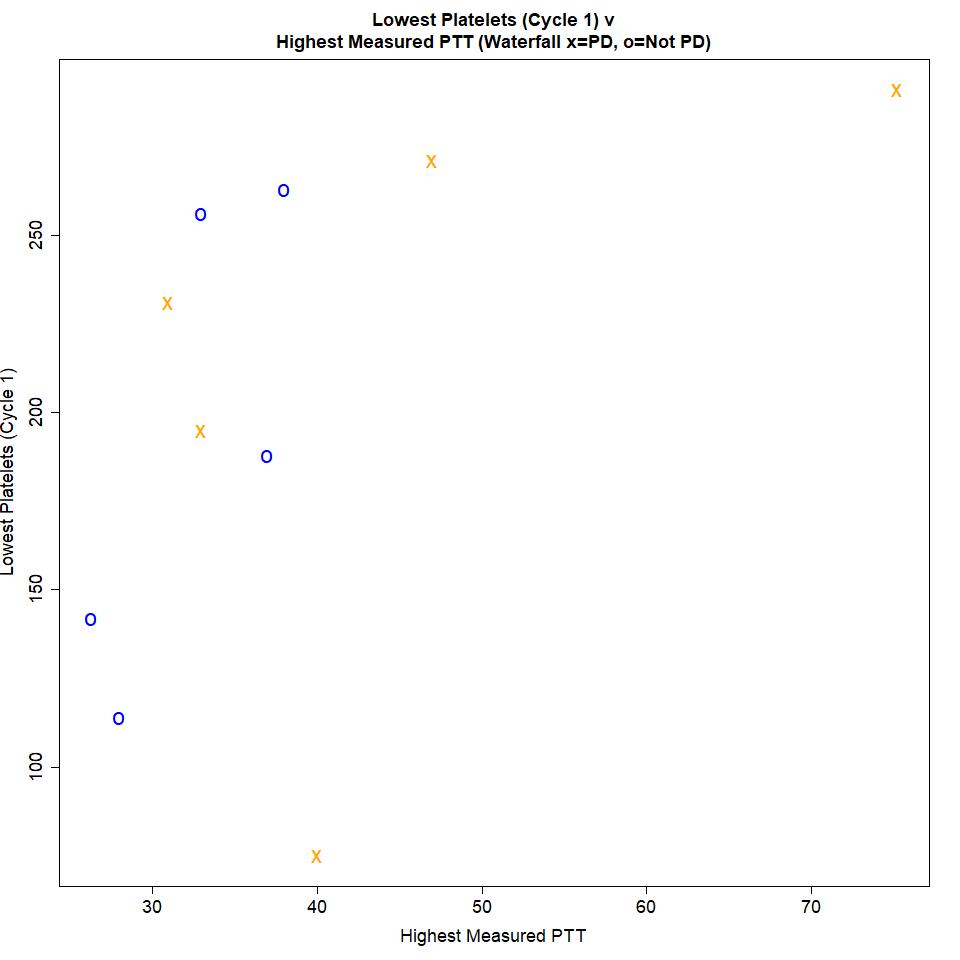 Lowest Platelets (Cycle 1) v
Highest Measured PTT (Waterfall x=PD, o=Not PD)
Lowest Platelets (Cycle 1)
250
200
150
100
X
X
O
O
X
X
O
O
O
X
30 40 50 60 70
Highest Measured PTT